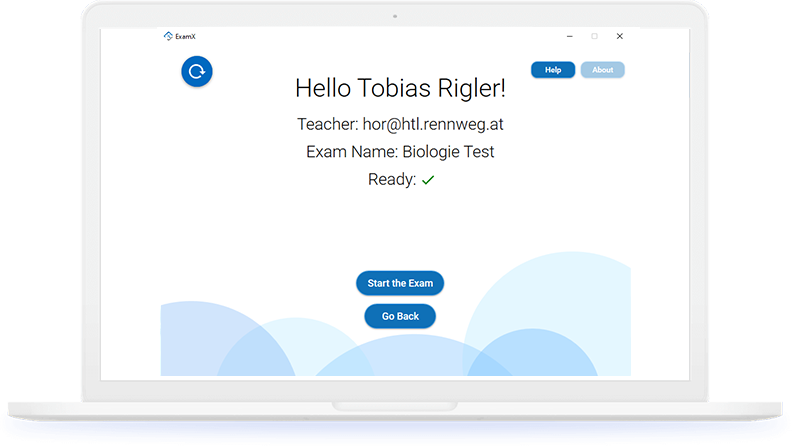 ExamX
Help
About
Hello Tobias Rigler!
Teacher: hor@htl.rennweg.at
Exam Name: Biologie Test
Ready:
Start the Exam
Go Back